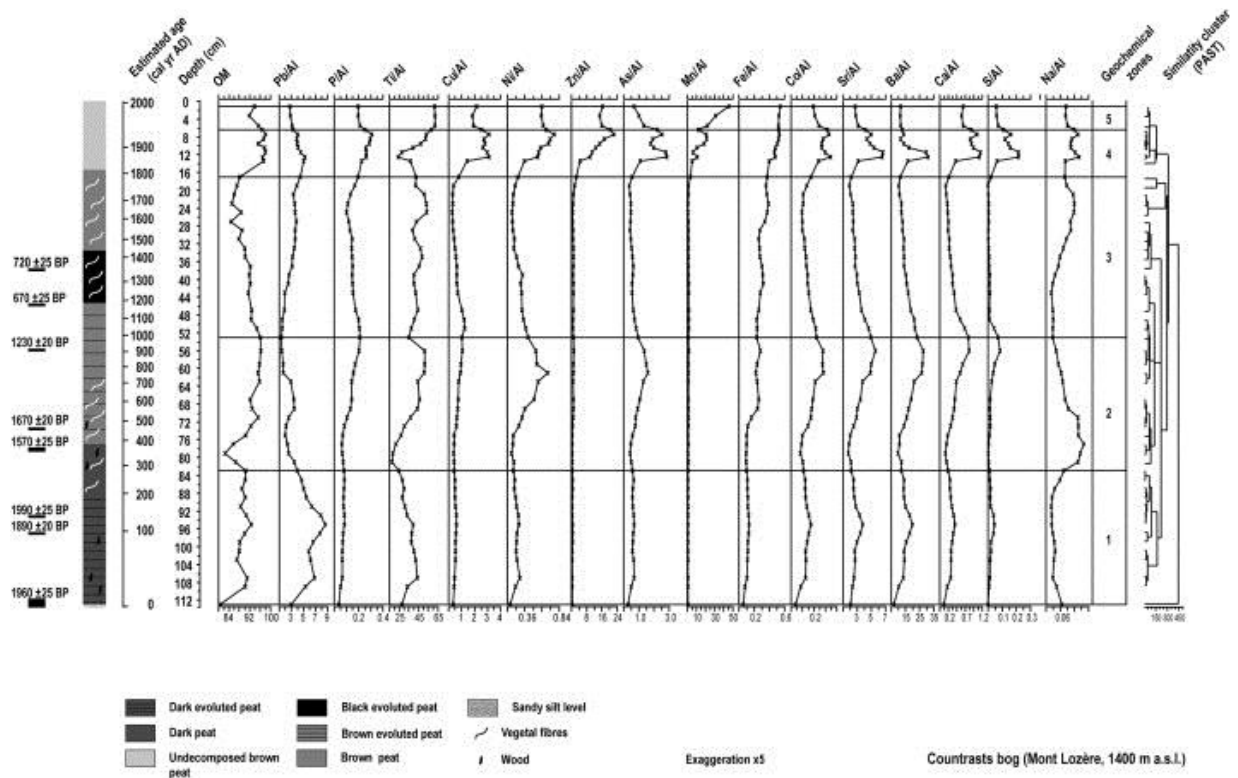 Estimated age
(cal yr AD)
Depth (cm)
OM
Pb/Al
P/Al
Ti/Al
Cu/Al
Ni/Al
Zn/Al
As/Al
Mn/Al
Fe/Al
Co/Al
Sr/Al
Ba/Al
Ca/Al
S/Al
Na/Al
Geochemical
zones
Similatity cluster
(PAST)
2000
1900
1800
1700
1600
1500
1400
1200
1000
900
800
700
500
400
300
200
100
0
0
4
8
12
16
20
24
28
32
36
40
44
48
52
56
60
64
68
72
76
80
84
88
92
96
100
104
108
112
720 ±25 BP
670 ±25 BP
1230 ±20 BP
1670 ±20 BP
1570 ±25 BP
1990 ±25 BP
1890 ±20 BP
1960 ±25 BP
5
4
3
2
1
84 92 100
3 5 7 9
0.2 0.4
25 45 65
1 2 3 4
0.36 0.84
8 16 24
1.0 3.0
10 30 50
0.2 0.6
0.2
3 5 7
15 25 35
0.2 0.7 1.2
0.1 0.2 0.3
0.06
Dark evoluted peat
Black evoluted peat
Sandy silt level
Dark peat
Brown evoluted peat
Vegetal fibres
Undecomposed brown
peat
Brown peat
Wood
Exaggeration x5
Countrasts bog (Mont Lozère, 1400 m a.s.l.)